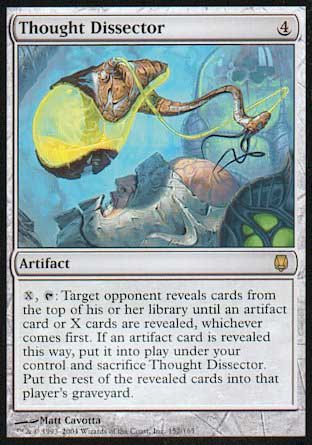 Thought Dissector 4
Artifact
X, T: Target opponent reveals cards from
the top of his or her library until an artifact
card or X cards are revealed, whichever
comes first. If an artifact card is revealed
this way, put it into play under your
control and sacrifice Thought Dissector.
Put the rest of the revealed cards into that
player's graveyard.
Matt Cavotta
™ & © 1993–2004 Wizards of the Coast, Inc. 152/165